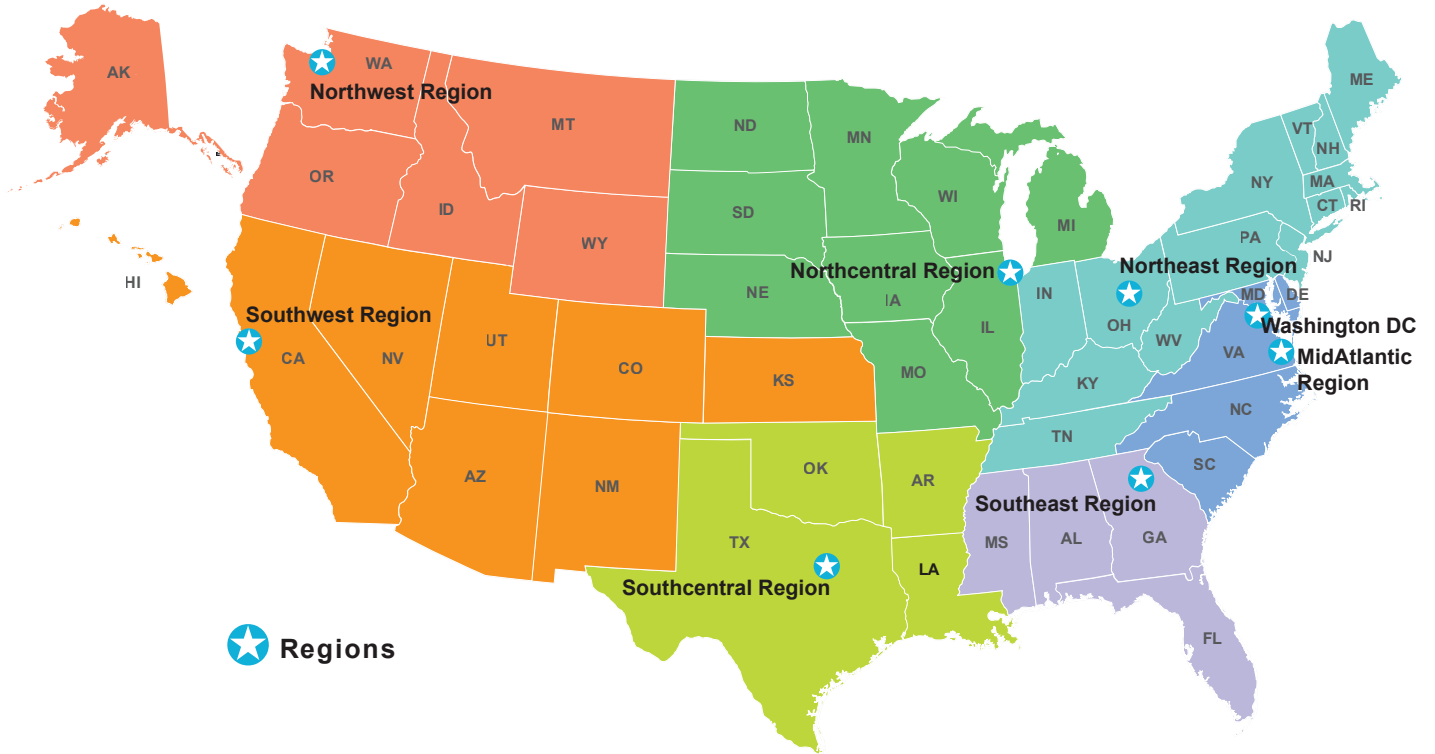 AK
WA
Northwest Region
MT
OR
ID
WY
ND
MN
SD
WI
MI
NE
IA
IL
MO
Northcentral Region
ME
VT
NH
NY
MA
CT
RI
PA
NJ
Northeast Region
IN
OH
WV
KY
TN
MD
DE
Washington DC
VA
MidAtlantic
Region
NC
SC
HI
Southwest Region
CA
NV
UT
CO
KS
AZ
NM
OK
AR
TX
LA
Southcentral Region
Southeast Region
MS
AL
GA
FL
Regions